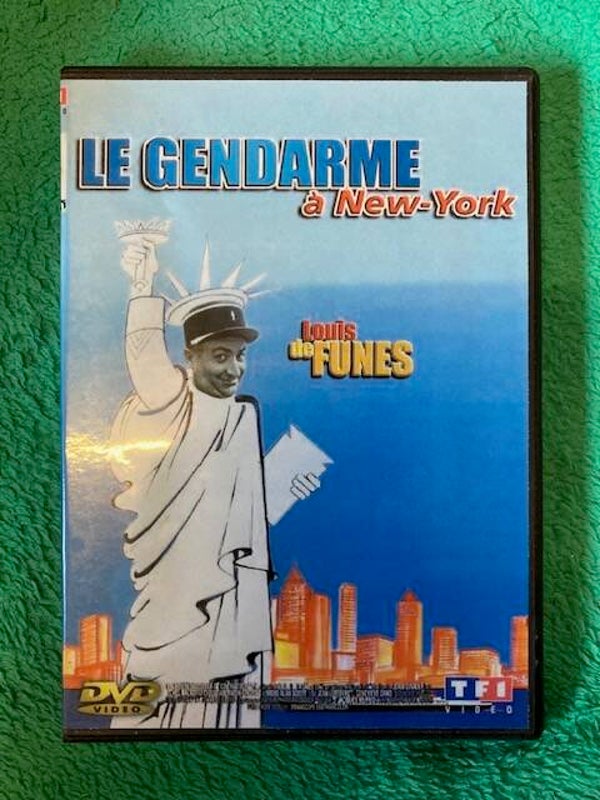 LE GENDARME
à New-York
Louis
de FUNES
DVD
VIDEO
TF1
VIDEO